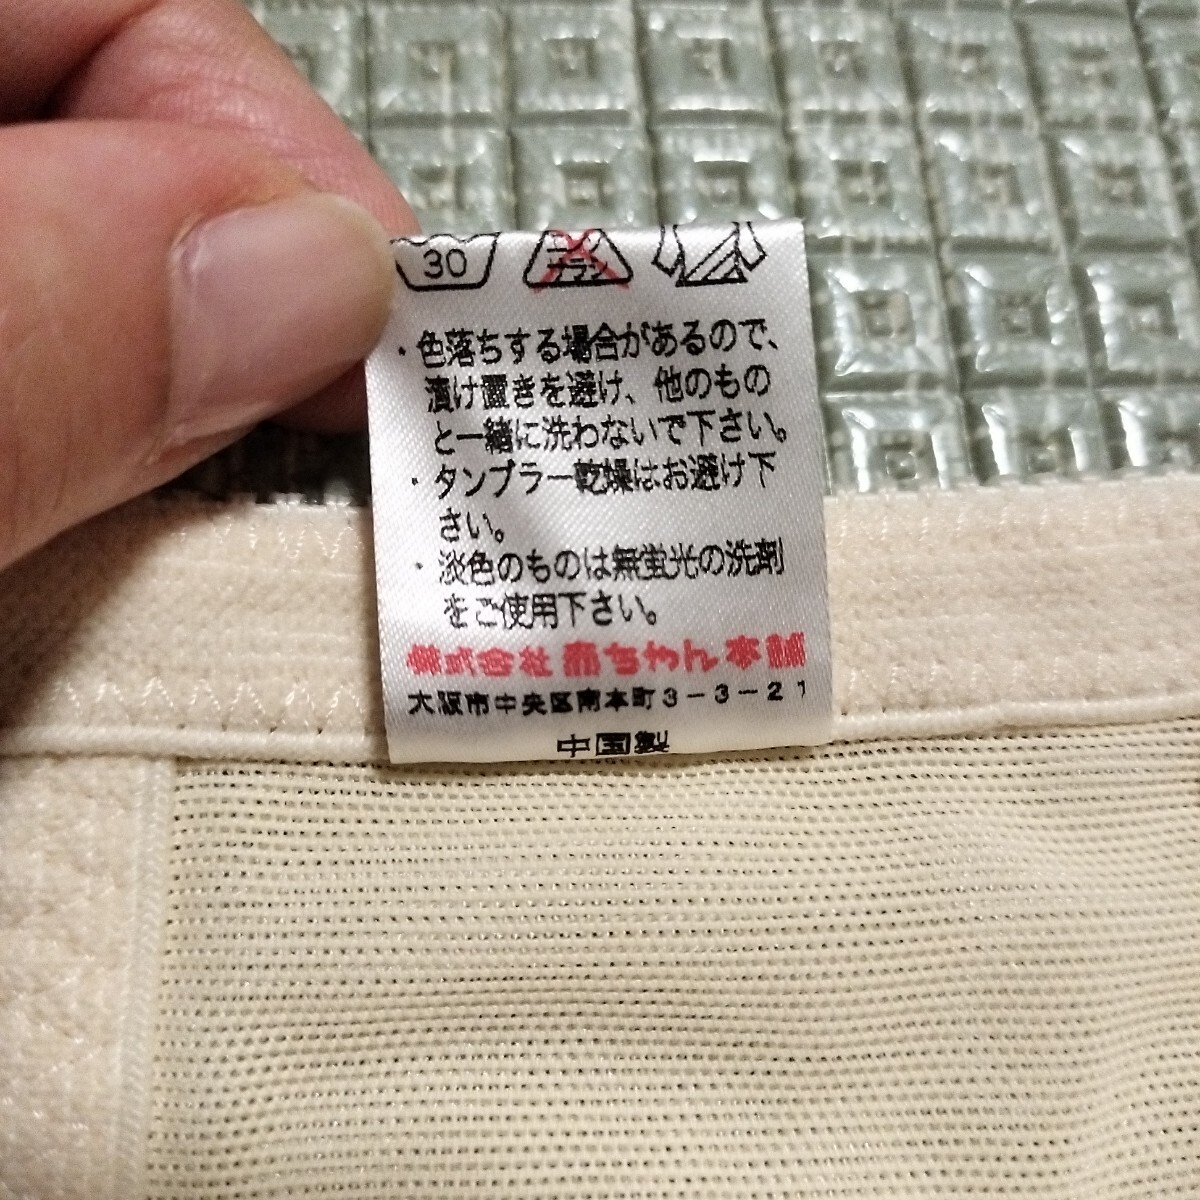 30
エンソ
サラシ
・色落ちする場合があるので、
漬け置きを避け、他のもの
と一緒に洗わないで下さい。
・タンブラー乾燥はお避け下
さい。
・淡色のものは無蛍光の洗剤
をご使用下さい。
株式会社 赤ちゃん本舗
大阪市中央区南本町3－3－21
中国製